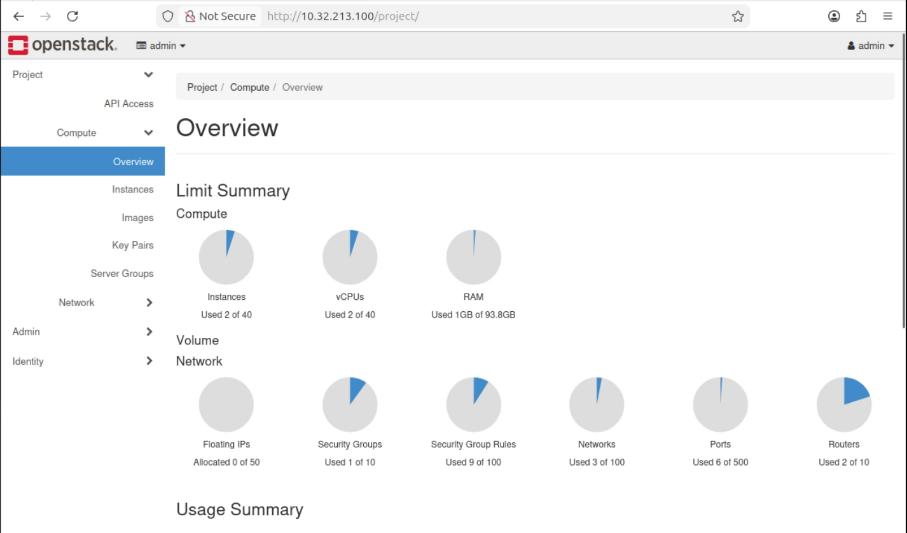 Not Secure http://10.32.213.100/project/
openstack. admin admin
Project
API Access
Compute
Overview
Instances
Images
Key Pairs
Server Groups
Network
Admin
Identity
Project / Compute / Overview
Overview
Limit Summary
Compute
Instances vCPUs RAM
Used 2 of 40 Used 2 of 40 Used 1GB of 93.8GB
Volume
Network
Floating IPs Security Groups Security Group Rules Networks Ports Routers
Allocated 0 of 50 Used 1 of 10 Used 9 of 100 Used 3 of 100 Used 6 of 500 Used 2 of 10
Usage Summary